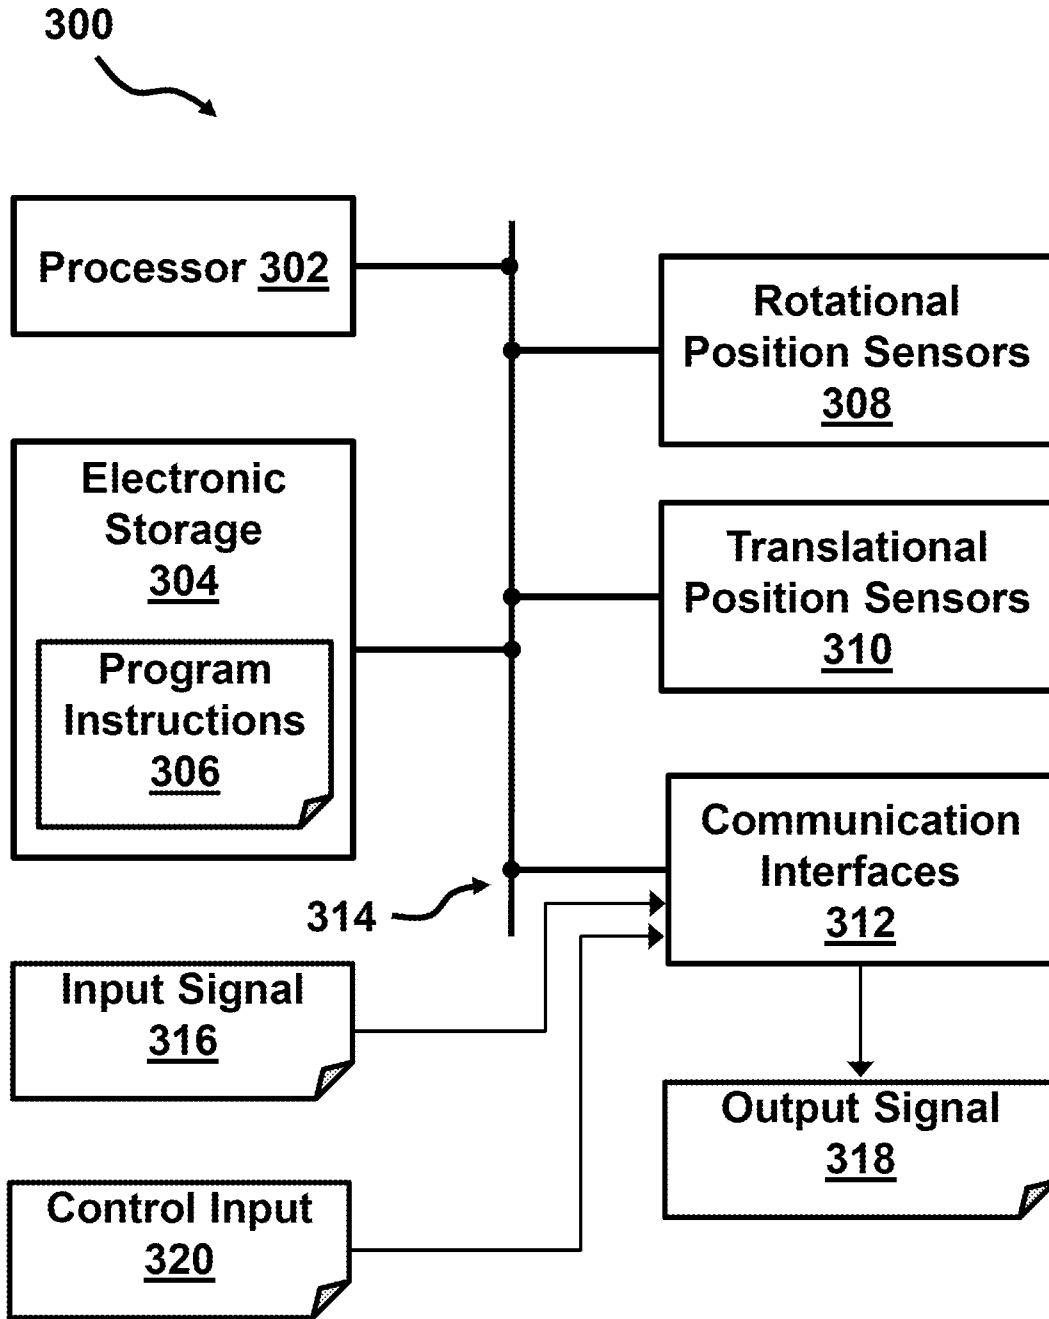 300
Processor 302
Rotational
Position Sensors
308
Electronic
Storage
304
Program
Instructions
306
Translational
Position Sensors
310
Communication
Interfaces
312
314
Input Signal
316
Output Signal
318
Control Input
320